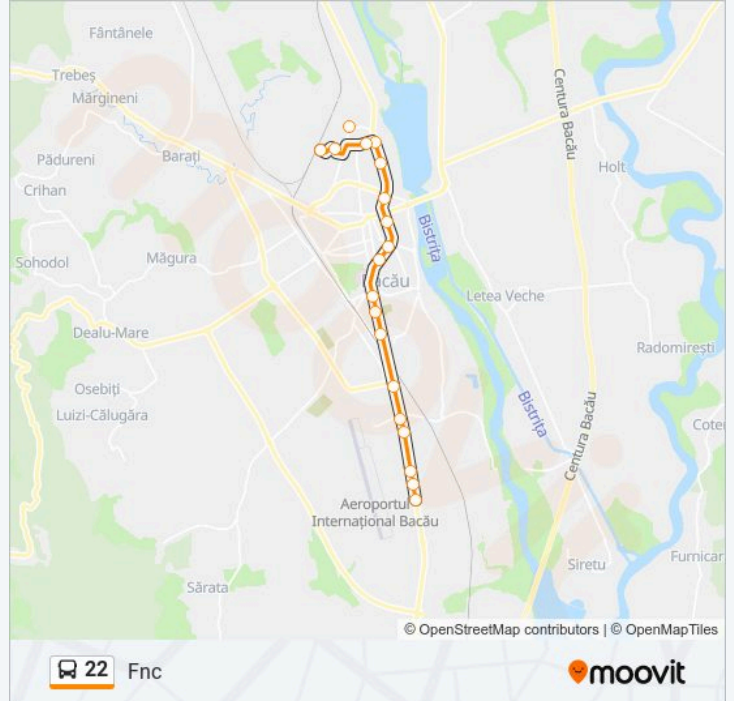 Fântânele
Trebeș
Mărgineni
Centura Bacău
Pădureni
Barați
Holt
Crihan
Bistrița
Sohodol
Măgura
Bacău
Letea Veche
Dealu-Mare
Radomirești
Osebiți
Bistrița
Luizi-Călugăra
Centura Bacău
Cote
Aeroportul
Internațional Bacău
Siretu
Furnicar
Sărata
© OpenStreetMap contributors | © OpenMapTiles
22 Fnc
moovit